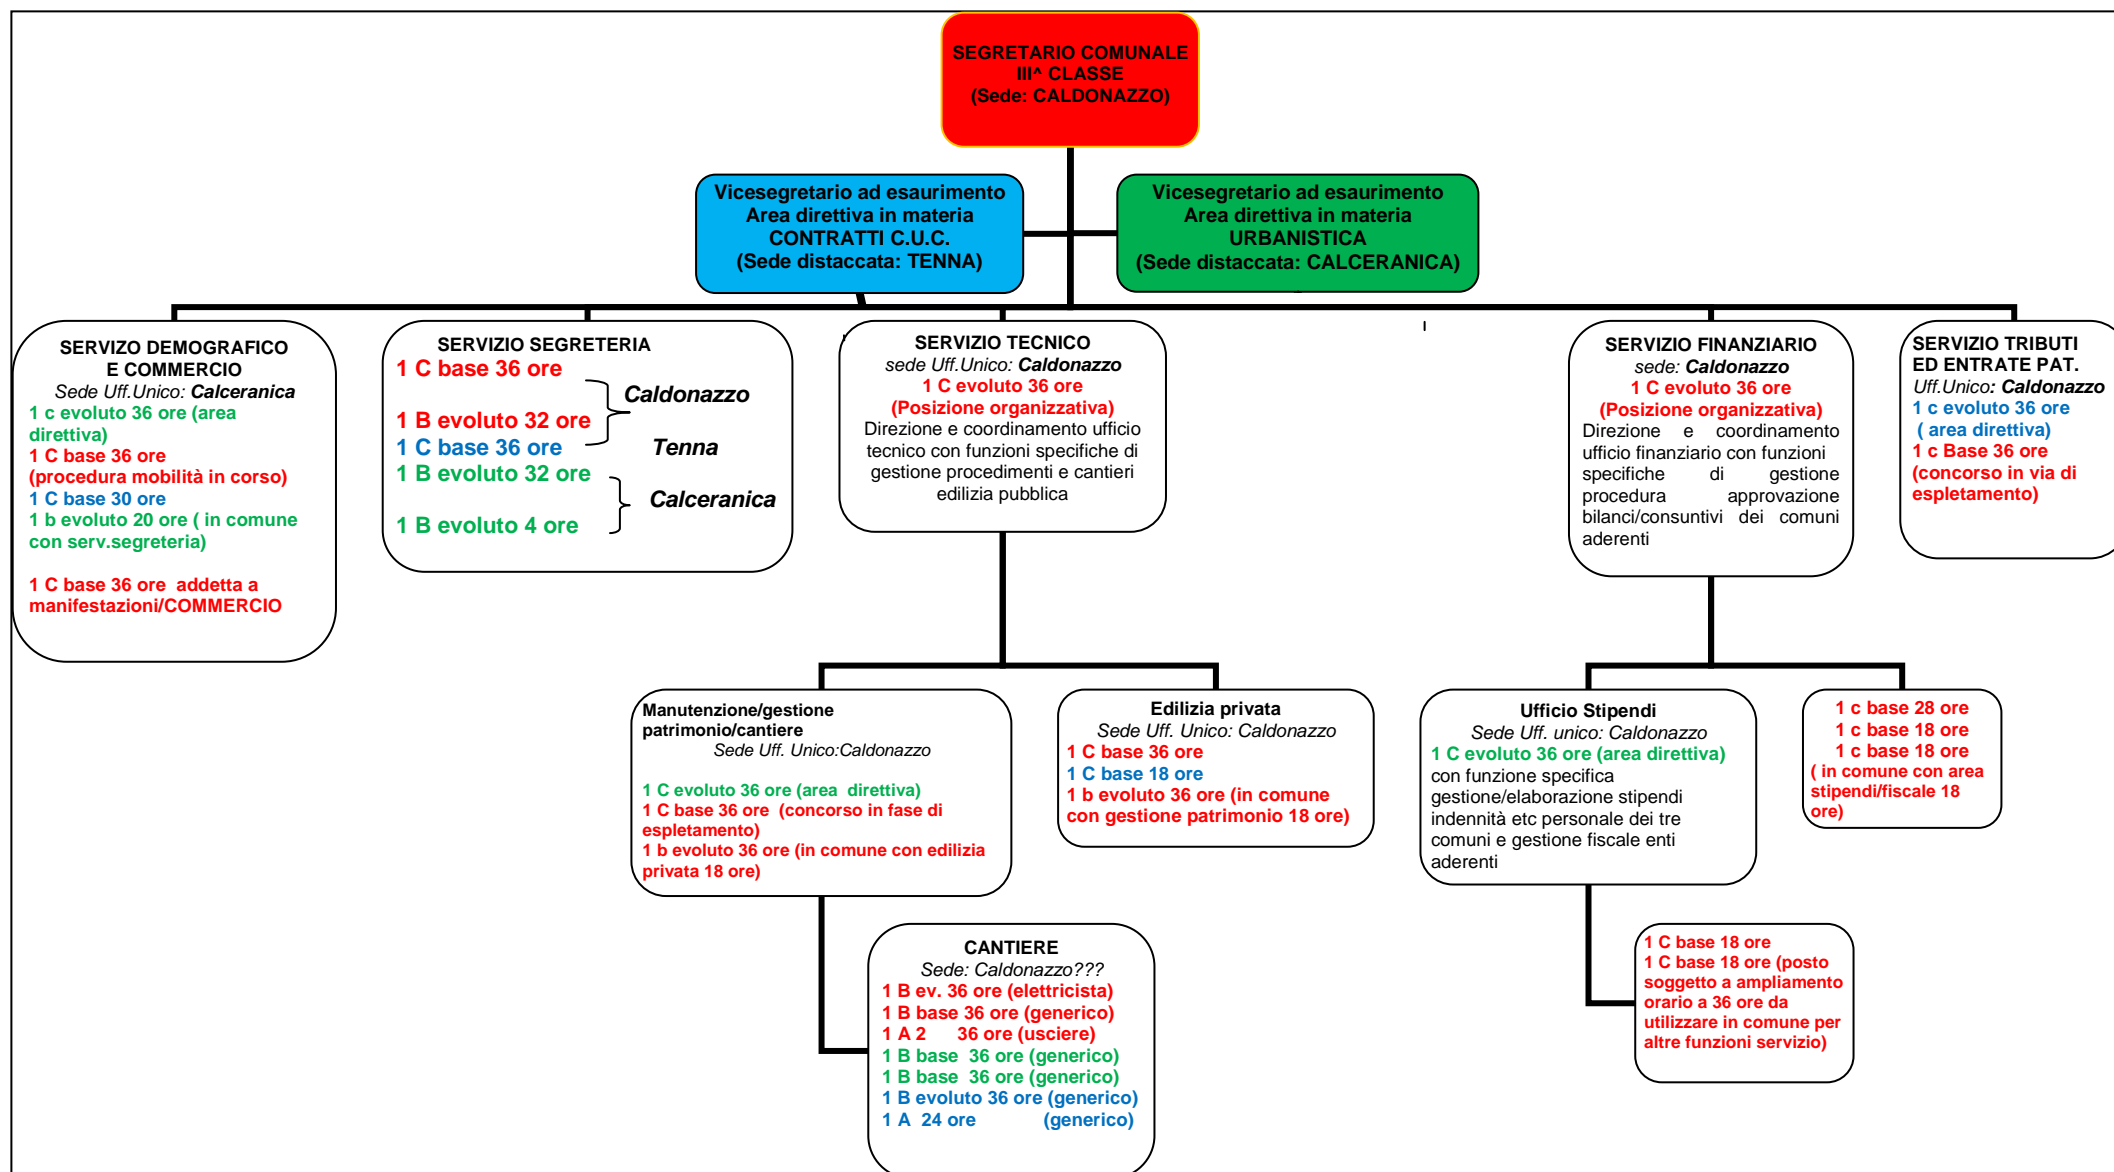 SEGRETARIO COMUNALE
III^ CLASSE
(Sede: CALDONAZZO)
Vicesegretario ad esaurimento
Area direttiva in materia
CONTRATTI C.U.C.
(Sede distaccata: TENNA)
Vicesegretario ad esaurimento
Area direttiva in materia
URBANISTICA
(Sede distaccata: CALCERANICA)
SERVIZO DEMOGRAFICO
E COMMERCIO
Sede Uff.Unico: Calceranica
1 c evoluto 36 ore (area
direttiva)
1 C base 36 ore
(procedura mobilità in corso)
1 C base 30 ore
1 b evoluto 20 ore ( in comune
con serv.segreteria)
1 C base 36 ore addetta a
manifestazioni/COMMERCIO
SERVIZIO SEGRETERIA
1 C base 36 ore
Caldonazzo
1 B evoluto 32 ore
1 C base 36 ore Tenna
1 B evoluto 32 ore
Calceranica
1 B evoluto 4 ore
SERVIZIO TECNICO
sede Uff.Unico: Caldonazzo
1 C evoluto 36 ore
(Posizione organizzativa)
Direzione e coordinamento ufficio
tecnico con funzioni specifiche di
gestione procedimenti e cantieri
edilizia pubblica
SERVIZIO FINANZIARIO
sede: Caldonazzo
1 C evoluto 36 ore
(Posizione organizzativa)
Direzione e coordinamento
ufficio finanziario con funzioni
specifiche di gestione
procedura approvazione
bilanci/consuntivi dei comuni
aderenti
SERVIZIO TRIBUTI
ED ENTRATE PAT.
Uff.Unico: Caldonazzo
1 c evoluto 36 ore
( area direttiva)
1 c Base 36 ore
(concorso in via di
espletamento)
Manutenzione/gestione
patrimonio/cantiere
Sede Uff. Unico:Caldonazzo
1 C evoluto 36 ore (area direttiva)
1 C base 36 ore (concorso in fase di
espletamento)
1 b evoluto 36 ore (in comune con edilizia
privata 18 ore)
Edilizia privata
Sede Uff. Unico: Caldonazzo
1 C base 36 ore
1 C base 18 ore
1 b evoluto 36 ore (in comune
con gestione patrimonio 18 ore)
Ufficio Stipendi
Sede Uff. unico: Caldonazzo
1 C evoluto 36 ore (area direttiva)
con funzione specifica
gestione/elaborazione stipendi
indennità etc personale dei tre
comuni e gestione fiscale enti
aderenti
1 c base 28 ore
1 c base 18 ore
1 c base 18 ore
( in comune con area
stipendi/fiscale 18
ore)
CANTIERE
Sede: Caldonazzo???
1 B ev. 36 ore (elettricista)
1 B base 36 ore (generico)
1 A 2 36 ore (usciere)
1 B base 36 ore (generico)
1 B base 36 ore (generico)
1 B evoluto 36 ore (generico)
1 A 24 ore (generico)
1 C base 18 ore
1 C base 18 ore (posto
soggetto a ampliamento
orario a 36 ore da
utilizzare in comune per
altre funzioni servizio)